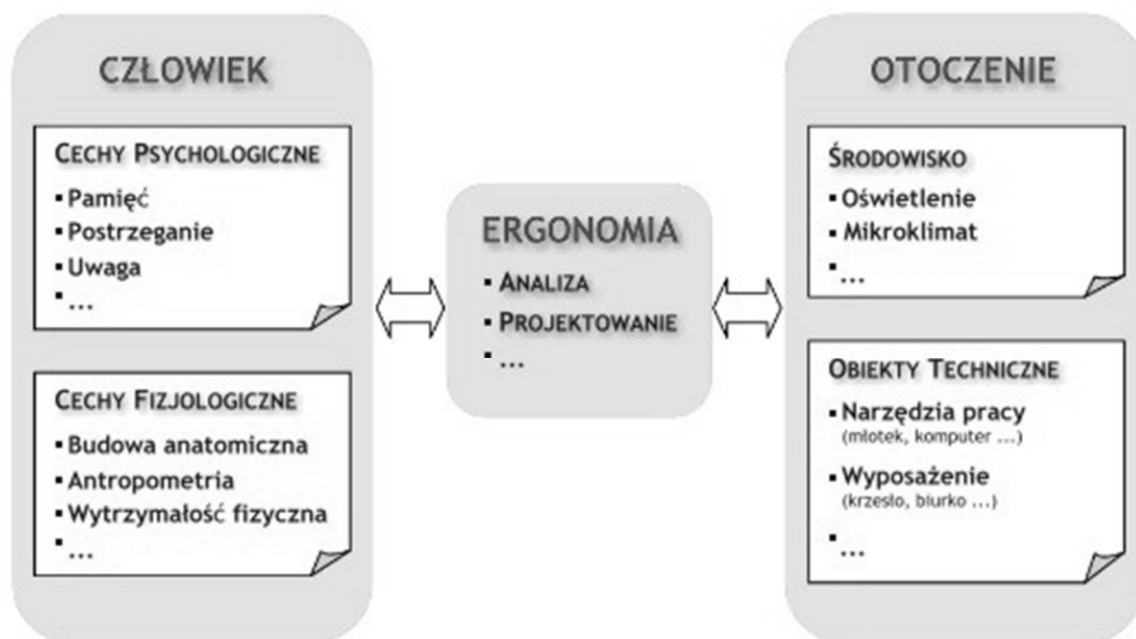 CZŁOWIEK
CECHY PSYCHOLOGICZNE
▪ Pamięć
▪ Postrzeganie
▪ Uwaga
▪ ...
CECHY FIZJOLOGICZNE
▪ Budowa anatomiczna
▪ Antropometria
▪ Wytrzymałość fizyczna
▪ ...
ERGONOMIA
▪ ANALIZA
▪ PROJEKTOWANIE
▪ ...
OTOCZENIE
ŚRODOWISKO
▪ Oświetlenie
▪ Mikroklimat
▪ ...
OBIEKTY TECHNICZNE
▪ Narzędzia pracy
(młotek, komputer ...)
▪ Wyposażenie
(krzesło, biurko ...)
▪ ...